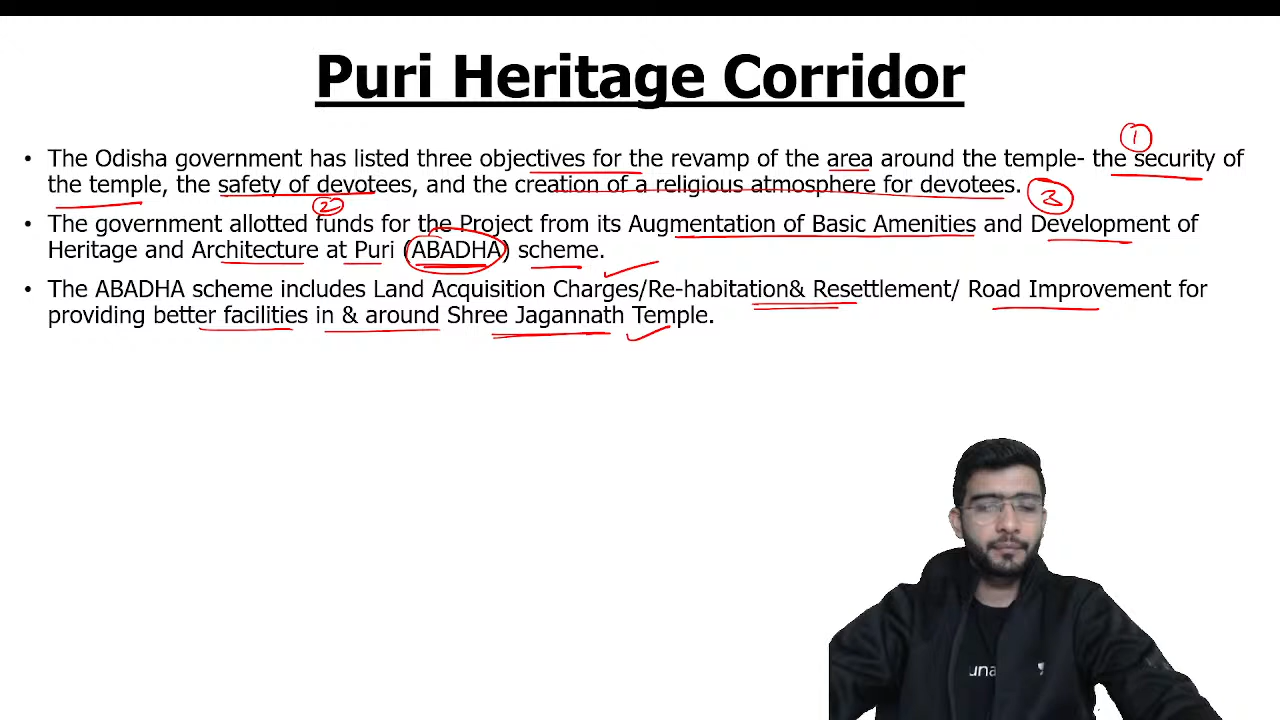 Puri Heritage Corridor
1
• The Odisha government has listed three objectives for the revamp of the area around the temple- the security of
the temple, the safety of devotees, and the creation of a religious atmosphere for devotees.
2
3
• The government allotted funds for the Project from its Augmentation of Basic Amenities and Development of
Heritage and Architecture at Puri (ABADHA) scheme.
• The ABADHA scheme includes Land Acquisition Charges/Re-habitation& Resettlement/ Road Improvement for
providing better facilities in & around Shree Jagannath Temple.
una